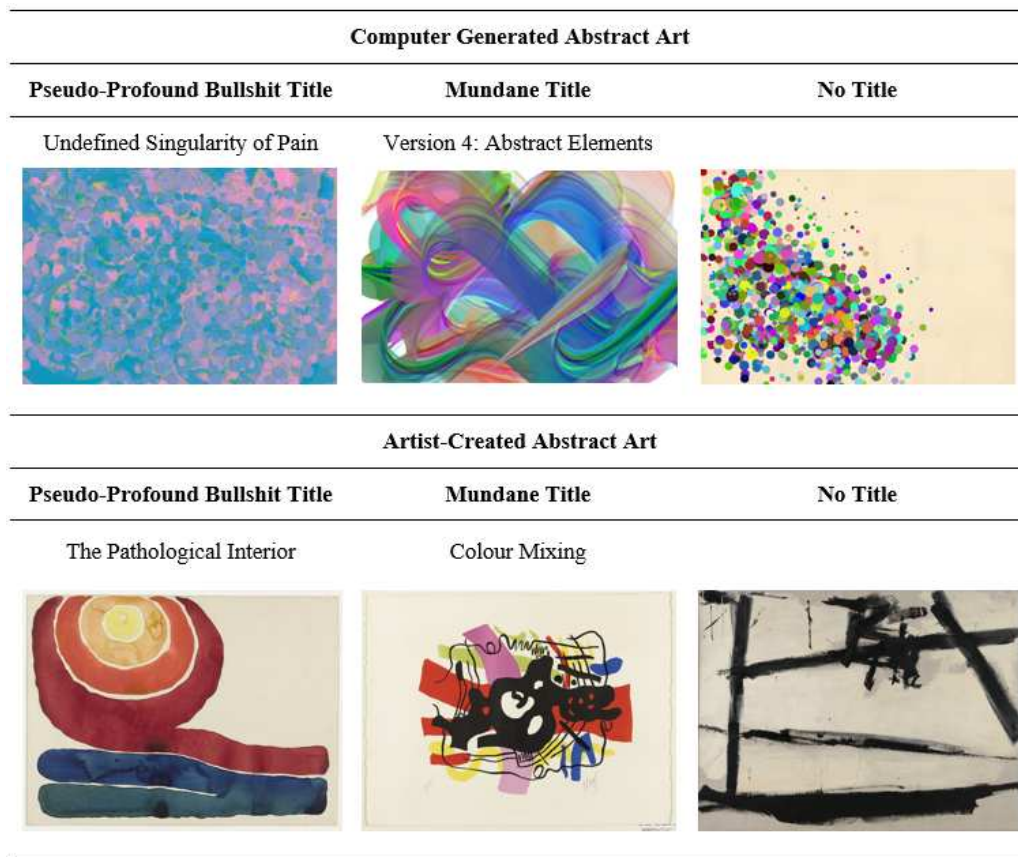 Computer Generated Abstract Art
Pseudo-Profound Bullshit Title Mundane Title No Title
Undefined Singularity of Pain Version 4: Abstract Elements
Artist-Created Abstract Art
Pseudo-Profound Bullshit Title Mundane Title No Title
The Pathological Interior Colour Mixing